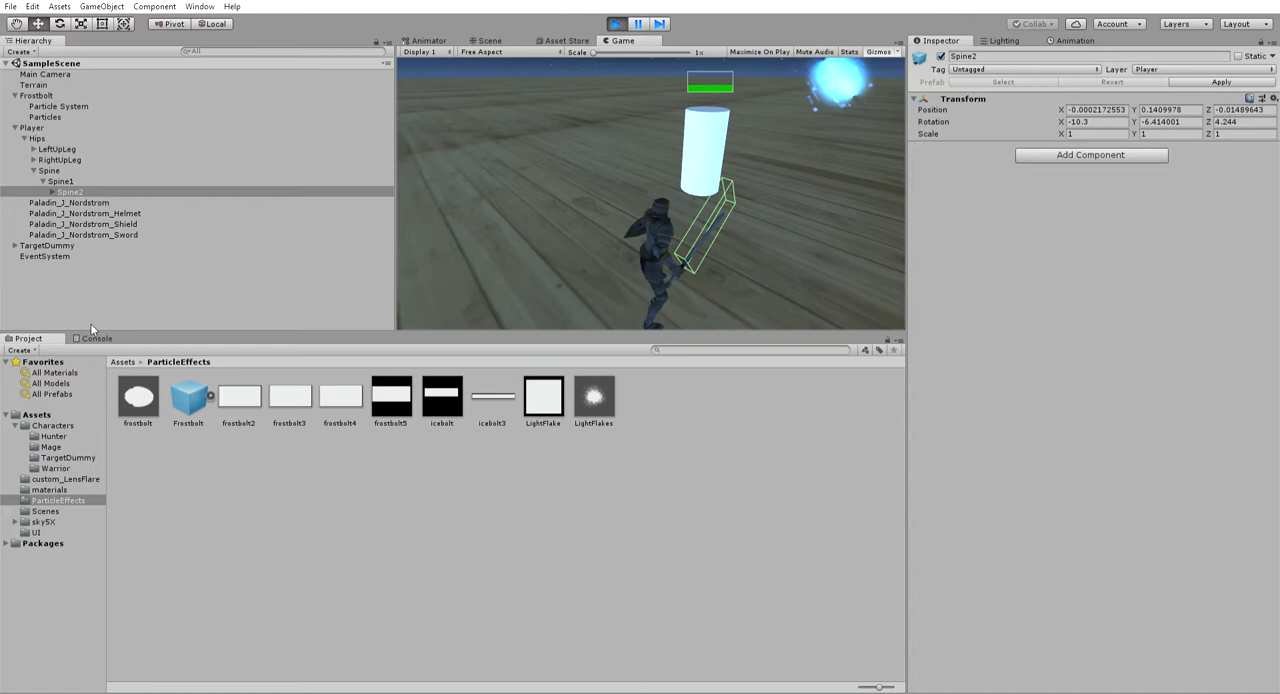 File Edit Assets GameObject Component Window Help
Pivot Local Collab Account Layers Layout
Hierarchy Animator Scene Asset Store Game Inspector Lighting Animation
Create All Display 1 Free Aspect Scale 1x Maximize On Play Mute Audio Stats Gizmos Spine2 Static
SampleScene
Tag Untagged Layer Player
Main Camera
Prefab Select Revert Apply
Terrain
Frostbolt Transform
Particle System Position X -0.0002172553 Y 0.1409978 Z -0.01489643
Particles Rotation X -10.3 Y -6.414001 Z 4.244
Player Scale X 1 Y 1 Z 1
Hips
LeftUpLeg Add Component
RightUpLeg
Spine
Spine1
Spine2
Paladin_J_Nordstrom
Paladin_J_Nordstrom_Helmet
Paladin_J_Nordstrom_Shield
Paladin_J_Nordstrom_Sword
TargetDummy
EventSystem
Project Console
Create
Favorites Assets ParticleEffects
All Materials
All Models
All Prefabs
Assets
Characters frostbolt Frostbolt frostbolt2 frostbolt3 frostbolt4 frostbolt5 icebolt icebolt3 LightFlake LightFlakes
Hunter
Mage
TargetDummy
Warrior
custom_LensFlare
materials
ParticleEffects
Scenes
sky5X
UI
Packages